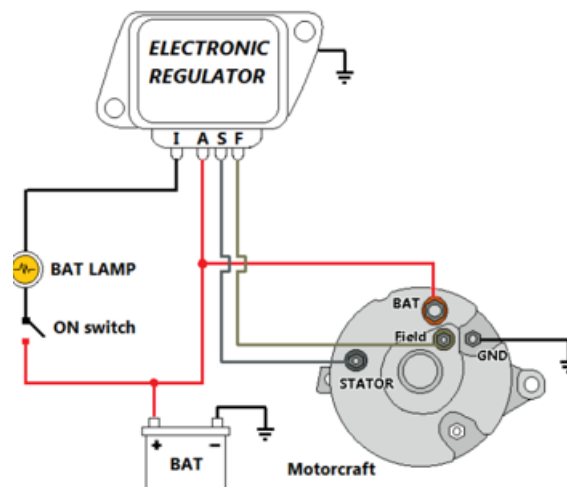 ELECTRONIC
REGULATOR
I A S F
BAT LAMP
BAT
ON switch
Field
GND
STATOR
+ −
BAT
Motorcraft